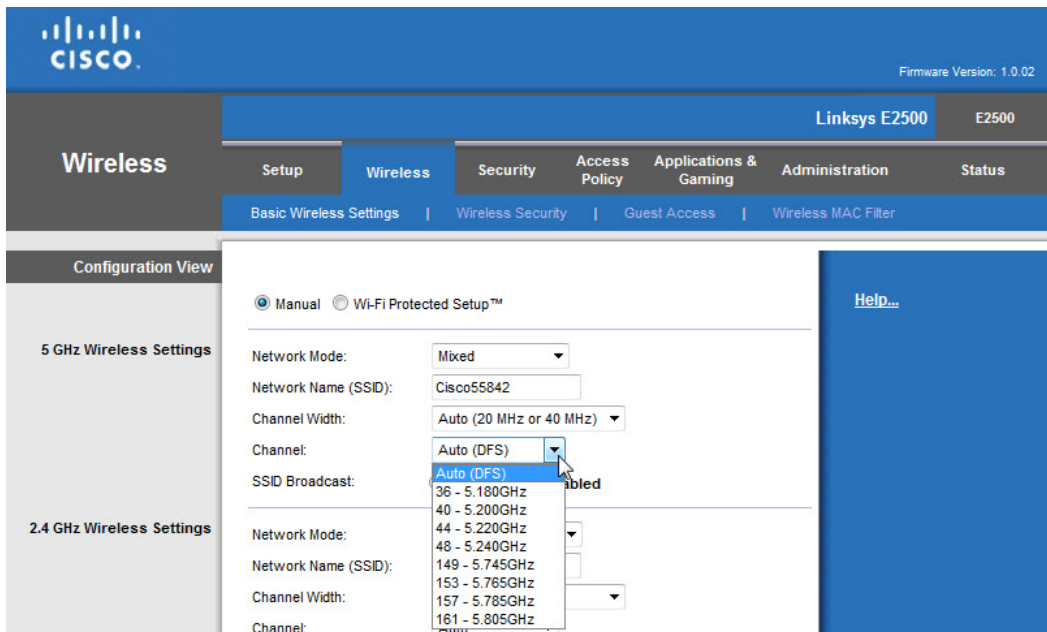 CISCO.
Firmware Version: 1.0.02
Linksys E2500
E2500
Wireless
Setup
Wireless
Security
Access Policy
Applications & Gaming
Administration
Status
Basic Wireless Settings | Wireless Security | Guest Access | Wireless MAC Filter
Configuration View
Manual Wi-Fi Protected Setup™
Help...
5 GHz Wireless Settings
Network Mode: Mixed
Network Name (SSID): Cisco55842
Channel Width: Auto (20 MHz or 40 MHz)
Channel: Auto (DFS)
Auto (DFS)
36 - 5.180GHz
40 - 5.200GHz
44 - 5.220GHz
48 - 5.240GHz
149 - 5.745GHz
153 - 5.765GHz
157 - 5.785GHz
161 - 5.805GHz
SSID Broadcast:
2.4 GHz Wireless Settings
Network Mode:
Network Name (SSID):
Channel Width:
Channel: